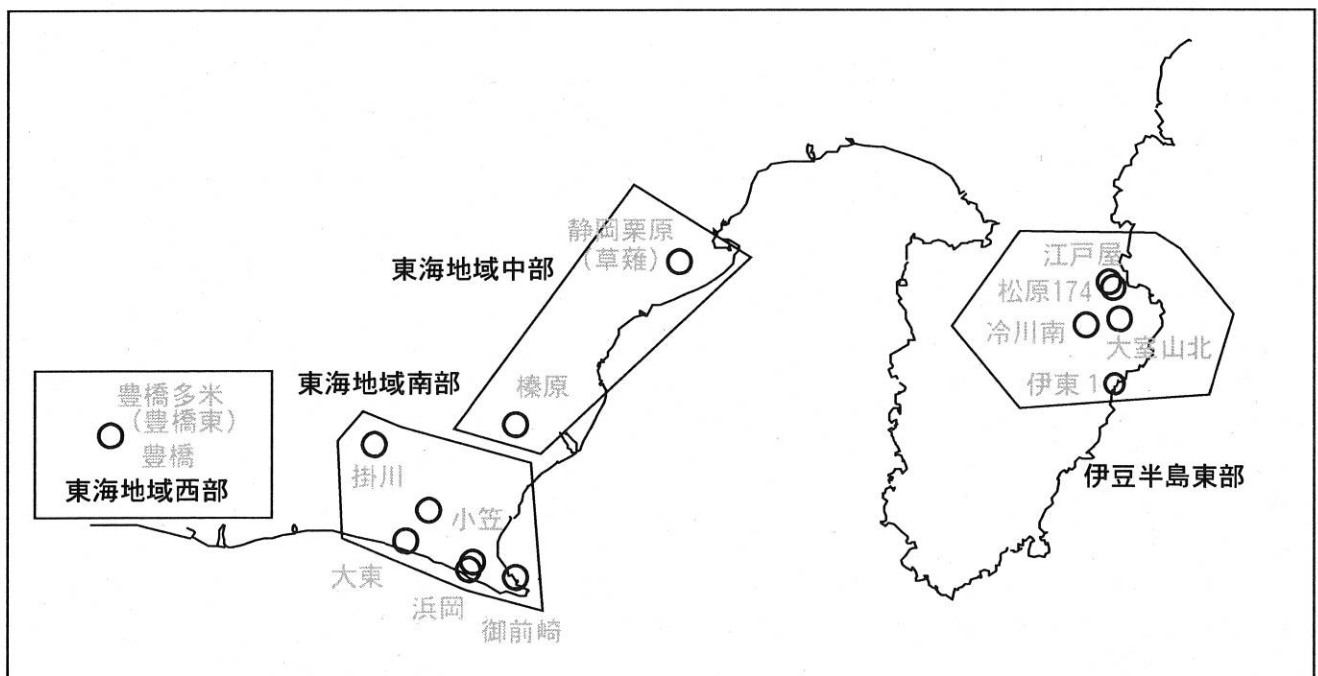 静岡栗原
（草薙）
東海地域中部
江戸屋
松原174
冷川南
大室山北
伊東1
伊豆半島東部
東海地域南部
榛原
豊橋多米
（豊橋東）
豊橋
東海地域西部
掛川
小笠
大東
浜岡
御前崎